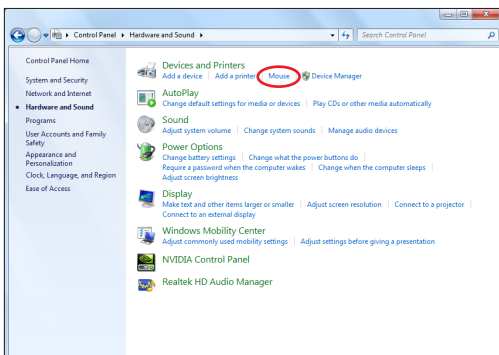 Control Panel ▸ Hardware and Sound ▸ Search Control Panel
Control Panel Home
System and Security
Network and Internet
Hardware and Sound
Programs
User Accounts and Family
Safety
Appearance and
Personalization
Clock, Language, and Region
Ease of Access
Devices and Printers
Add a device | Add a printer | Mouse | Device Manager
AutoPlay
Change default settings for media or devices | Play CDs or other media automatically
Sound
Adjust system volume | Change system sounds | Manage audio devices
Power Options
Change battery settings | Change what the power buttons do |
Require a password when the computer wakes | Change when the computer sleeps |
Adjust screen brightness
Display
Make text and other items larger or smaller | Adjust screen resolution | Connect to a projector |
Connect to an external display
Windows Mobility Center
Adjust commonly used mobility settings | Adjust settings before giving a presentation
NVIDIA Control Panel
Realtek HD Audio Manager